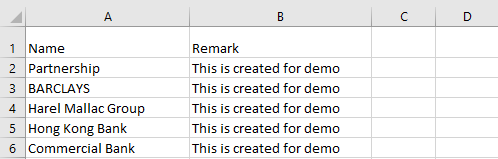 A B C D
1 Name Remark
2 Partnership This is created for demo
3 BARCLAYS This is created for demo
4 Harel Mallac Group This is created for demo
5 Hong Kong Bank This is created for demo
6 Commercial Bank This is created for demo